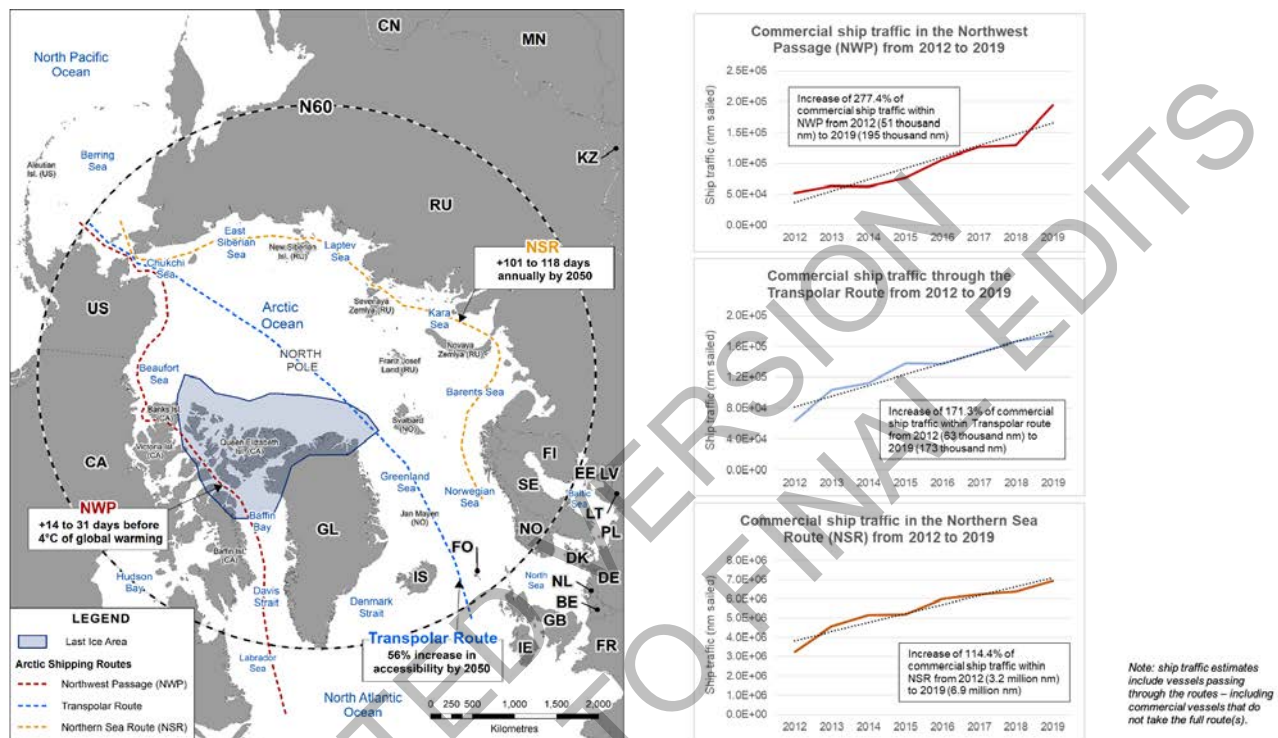 CN
MN
North Pacific
Ocean
N60
KZ
Aleutian
Isl. (US)
Berring
Sea
RU
East
Siberian
Sea
New Siberian
Isl. (RU)
Laptev
Sea
NSR
+101 to 118 days
annually by 2050
Chukchi
Sea
US
Arctic
Ocean
Severnaya
Zemlya (RU)
Kara
Sea
NORTH
POLE
Novaya
Zemlya (RU)
Franz Josef
Land (RU)
Beaufort
Sea
Barents Sea
Banks Isl.
(CA)
Victoria Isl.
(CA)
Queen Elizabeth
Isl. (CA)
Svalbard
(NO)
CA
FI
EE LV
SE
Baltic
Sea
Greenland
Sea
Norwegian
Sea
LT
NWP
+14 to 31 days before
4°C of global warming
Baffin
Bay
Jan Mayen
(NO)
NO
PL
GL
Baffin Isl.
(CA)
FO
DK
Hudson
Bay
IS
North
Sea
NL
DE
BE
Davis
Strait
Denmark
Strait
GB
IE
FR
Transpolar Route
56% increase in
accessibility by 2050
Labrador
Sea
North Atlantic
Ocean
0 250 500 1,000 1,500 2,000
Kilometres
LEGEND
Last Ice Area
Arctic Shipping Routes
Northwest Passage (NWP)
Transpolar Route
Northern Sea Route (NSR)
Commercial ship traffic in the Northwest
Passage (NWP) from 2012 to 2019
Ship traffic (nm sailed)
2.5E+05
2.0E+05
1.5E+05
1.0E+05
5.0E+04
0.0E+00
Increase of 277.4% of
commercial ship traffic within
NWP from 2012 (51 thousand
nm) to 2019 (195 thousand nm)
2012 2013 2014 2015 2016 2017 2018 2019
Commercial ship traffic through the
Transpolar Route from 2012 to 2019
Ship traffic (nm sailed)
2.0E+05
1.6E+05
1.2E+05
8.0E+04
4.0E+04
0.0E+00
Increase of 171.3% of commercial
ship traffic within Transpolar route
from 2012 (63 thousand nm) to
2019 (173 thousand nm)
2012 2013 2014 2015 2016 2017 2018 2019
Commercial ship traffic in the Northern Sea
Route (NSR) from 2012 to 2019
Ship traffic (nm sailed)
8.0E+06
7.0E+06
6.0E+06
5.0E+06
4.0E+06
3.0E+06
2.0E+06
1.0E+06
0.0E+00
Increase of 114.4% of
commercial ship traffic within
NSR from 2012 (3.2 million nm)
to 2019 (6.9 million nm)
2012 2013 2014 2015 2016 2017 2018 2019
Note: ship traffic estimates
include vessels passing
through the routes – including
commercial vessels that do
not take the full route(s).
VERSION
TO FINAL EDITS